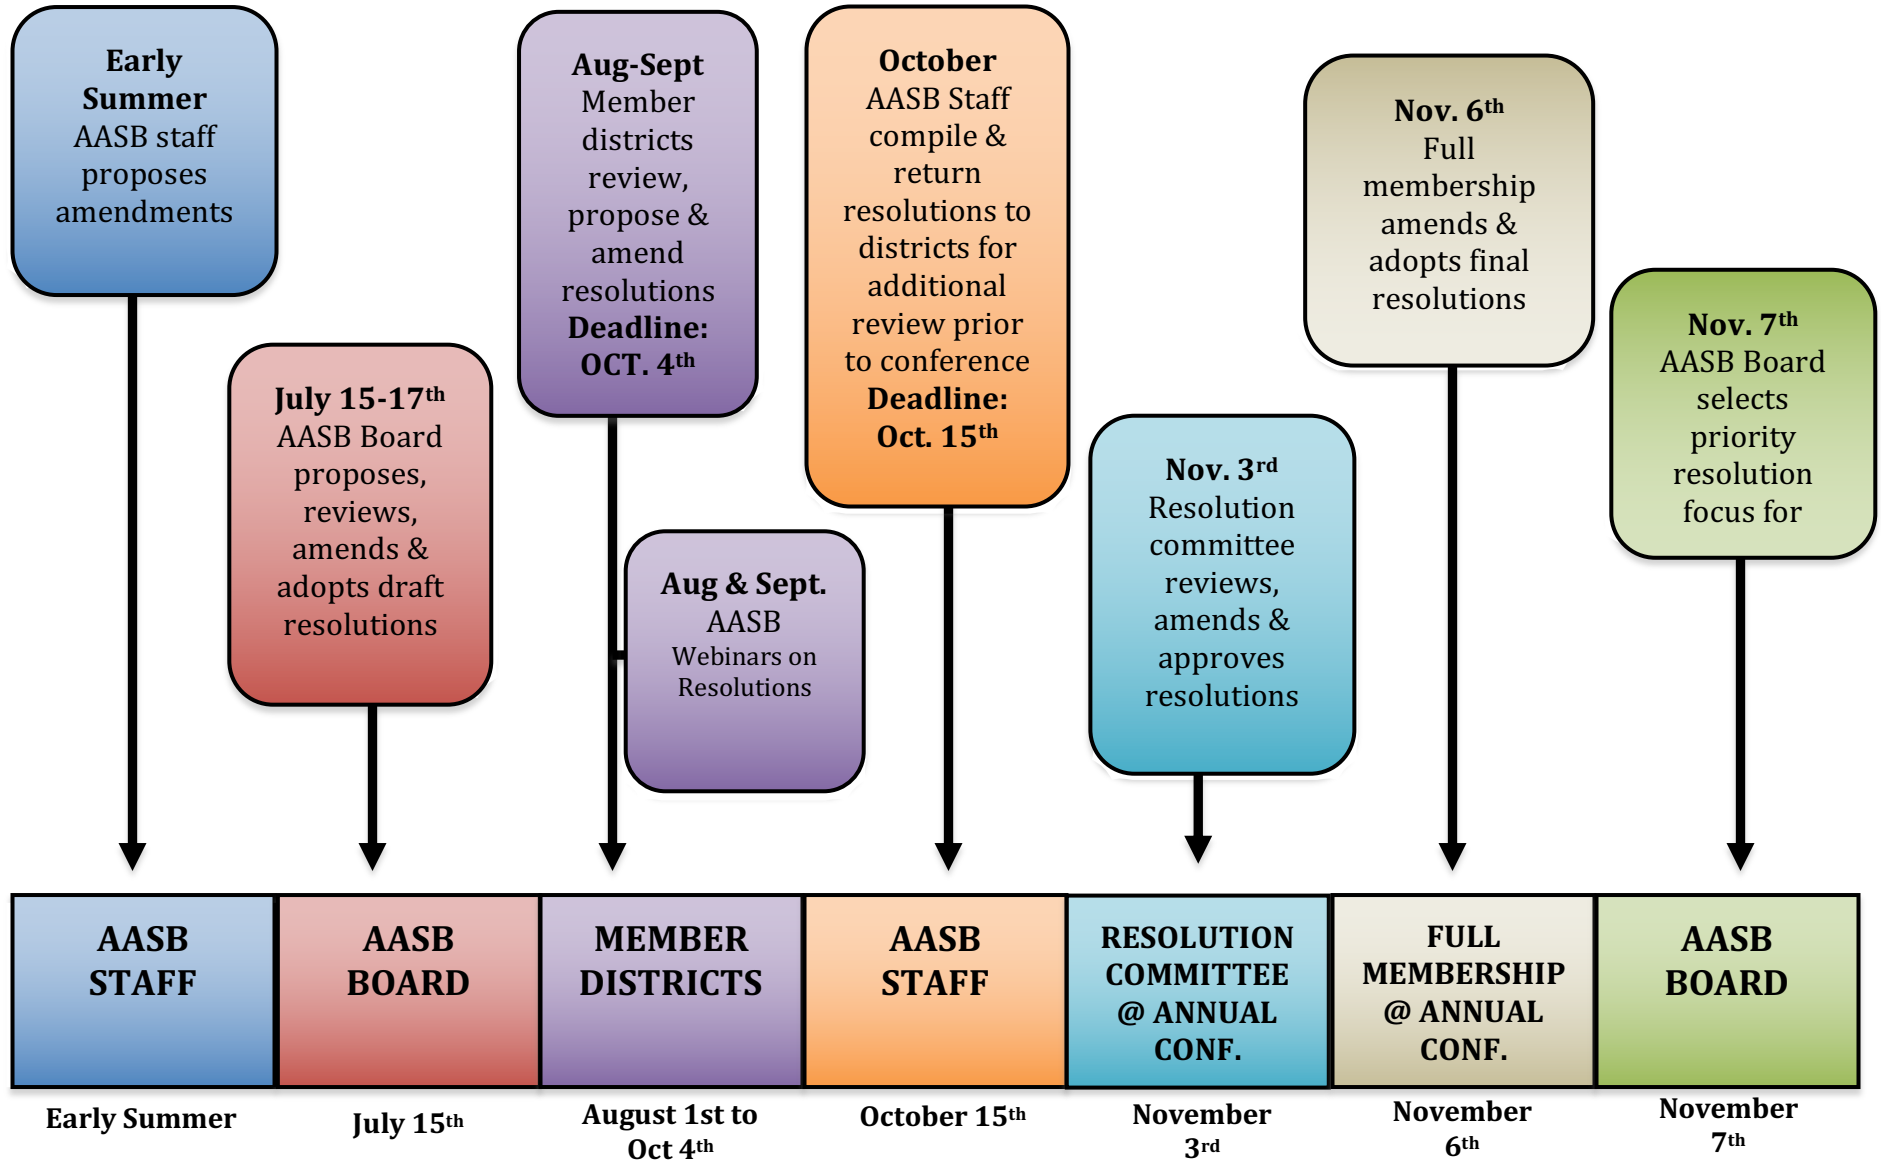 Early
Summer
AASB staff
proposes
amendments
July 15-17th
AASB Board
proposes,
reviews,
amends &
adopts draft
resolutions
Aug-Sept
Member
districts
review,
propose &
amend
resolutions
Deadline:
OCT. 4th
Aug & Sept.
AASB
Webinars on
Resolutions
October
AASB Staff
compile &
return
resolutions to
districts for
additional
review prior
to conference
Deadline:
Oct. 15th
Nov. 3rd
Resolution
committee
reviews,
amends &
approves
resolutions
Nov. 6th
Full
membership
amends &
adopts final
resolutions
Nov. 7th
AASB Board
selects
priority
resolution
focus for
AASB
STAFF
AASB
BOARD
MEMBER
DISTRICTS
AASB
STAFF
RESOLUTION
COMMITTEE
@ ANNUAL
CONF.
FULL
MEMBERSHIP
@ ANNUAL
CONF.
AASB
BOARD
Early Summer
July 15th
August 1st to
Oct 4th
October 15th
November
3rd
November
6th
November
7th